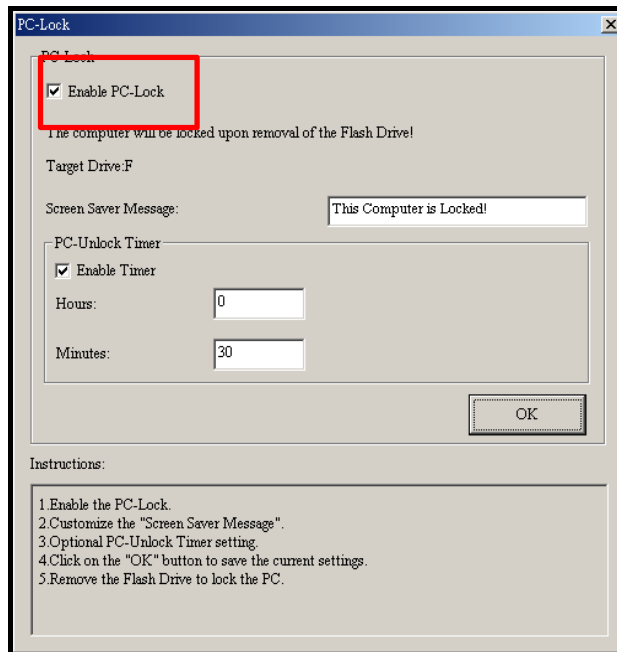 PC-Lock
PC-Lock
Enable PC-Lock
The computer will be locked upon removal of the Flash Drive!
Target Drive:F
Screen Saver Message:
This Computer is Locked!
PC-Unlock Timer
Enable Timer
Hours:
0
Minutes:
30
OK
Instructions:
1.Enable the PC-Lock.
2.Customize the "Screen Saver Message".
3.Optional PC-Unlock Timer setting.
4.Click on the "OK" button to save the current settings.
5.Remove the Flash Drive to lock the PC.